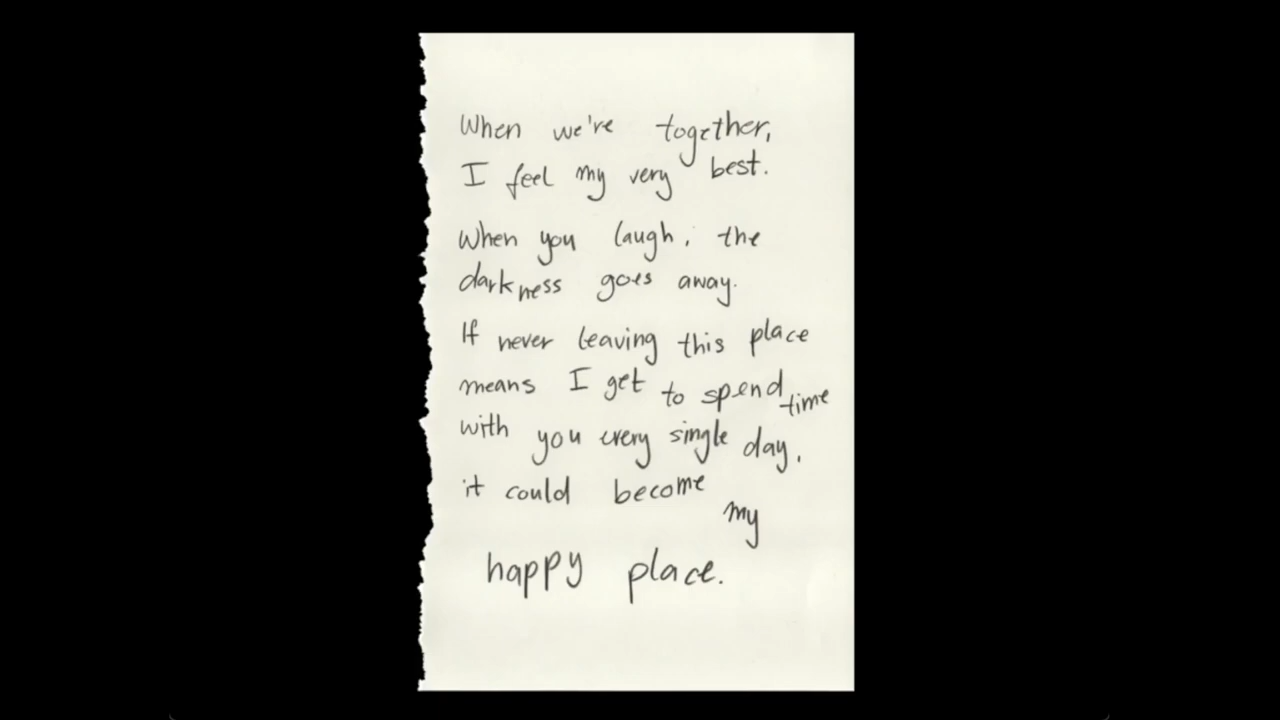 When we're together,
I feel my very best.
When you laugh, the
darkness goes away.
If never leaving this place
means I get to spend time
with you every single day,
it could become my
happy place.